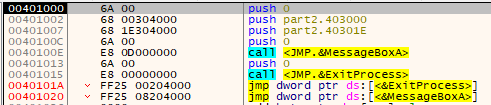 00401000 6A 00 push 0
00401002 68 00304000 push part2.403000
00401007 68 1E304000 push part2.40301E
0040100C 6A 00 push 0
0040100E E8 0D000000 call <JMP.&MessageBoxA>
00401013 6A 00 push 0
00401015 E8 00000000 call <JMP.&ExitProcess>
0040101A FF25 00204000 jmp dword ptr ds:[<&ExitProcess>]
00401020 FF25 08204000 jmp dword ptr ds:[<&MessageBoxA>]